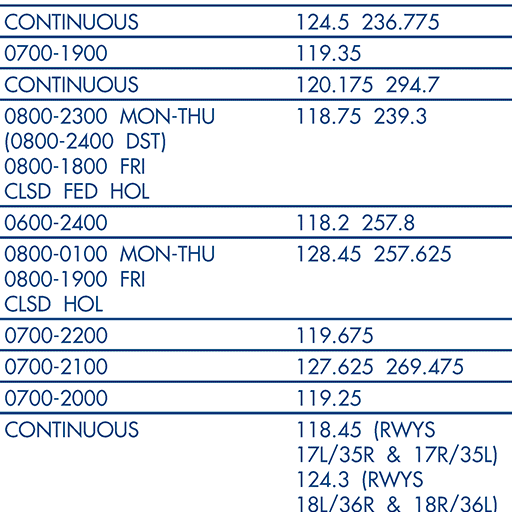 CONTINUOUS 124.5 236.775
0700-1900 119.35
CONTINUOUS 120.175 294.7
0800-2300 MON-THU 118.75 239.3
(0800-2400 DST)
0800-1800 FRI
CLSD FED HOL
0600-2400 118.2 257.8
0800-0100 MON-THU 128.45 257.625
0800-1900 FRI
CLSD HOL
0700-2200 119.675
0700-2100 127.625 269.475
0700-2000 119.25
CONTINUOUS 118.45 (RWYS
17L/35R & 17R/35L)
124.3 (RWYS
18L/36R & 18R/36L)